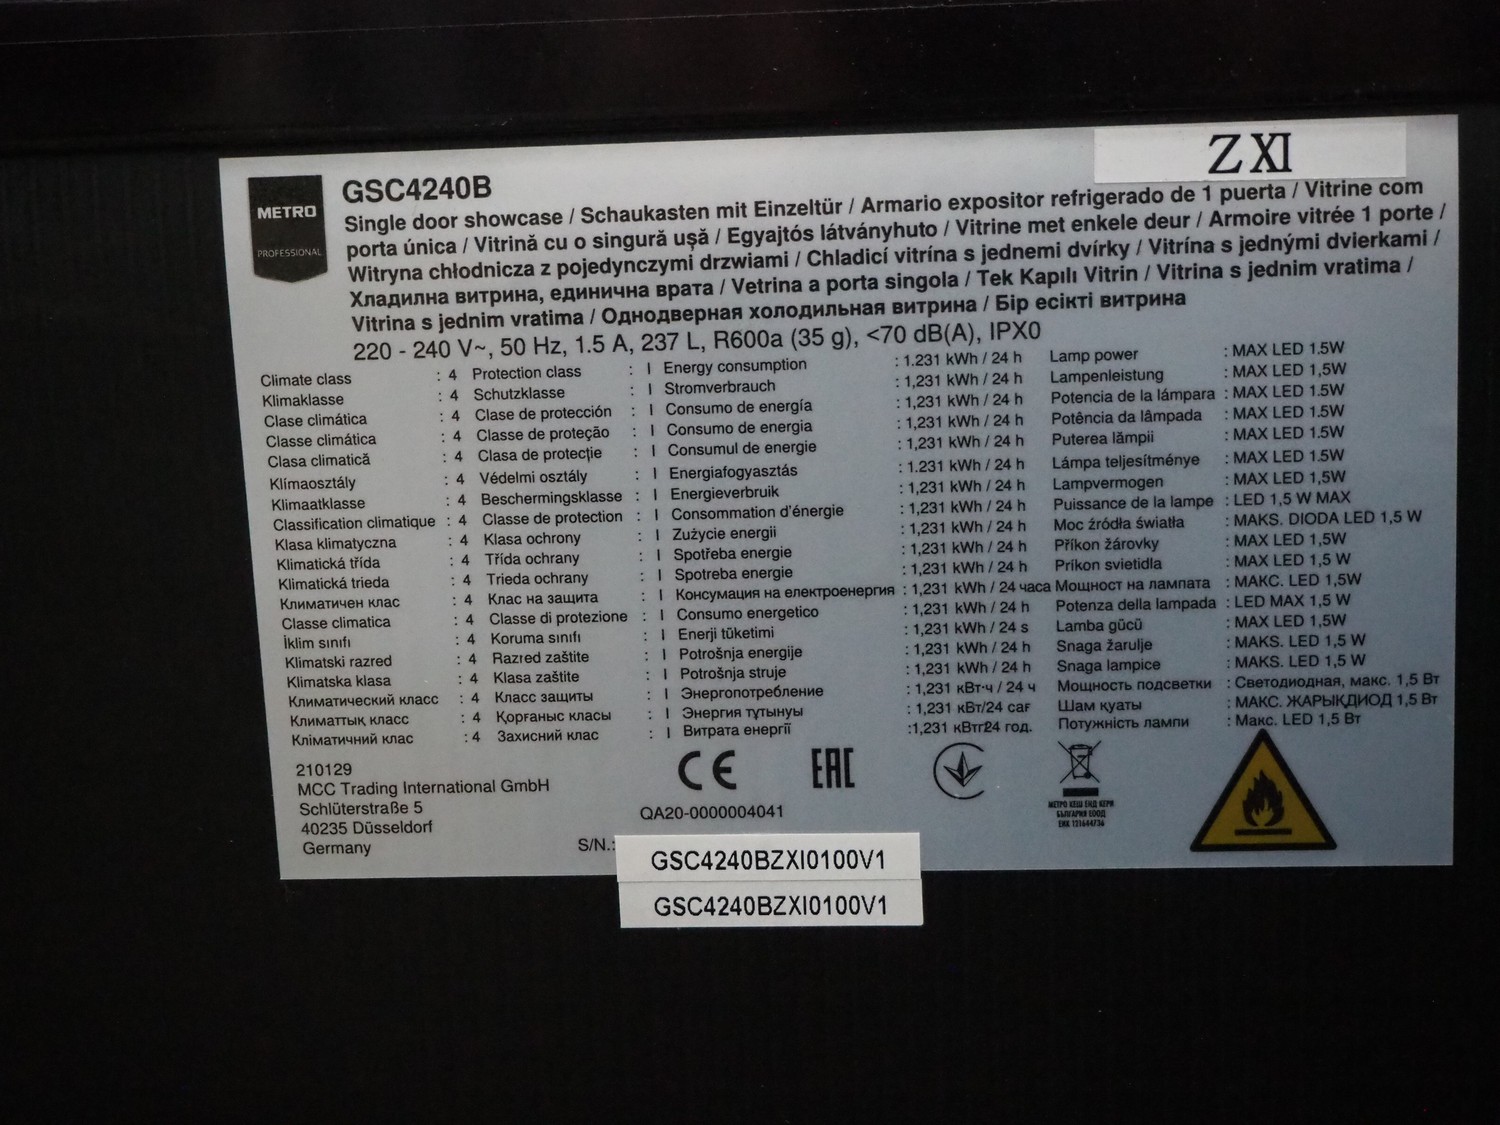 ZXI
METRO
PROFESSIONAL
GSC4240B
Single door showcase / Schaukasten mit Einzeltür / Armario expositor refrigerado de 1 puerta / Vitrine com
porta única / Vitrină cu o singură ușă / Egyajtós látványhuto / Vitrine met enkele deur / Armoire vitrée 1 porte /
Witryna chłodnicza z pojedynczymi drzwiami / Chladicí vitrína s jednemi dvírky / Vitrína s jednými dvierkami /
Хладилна витрина, единична врата / Vetrina a porta singola / Tek Kapılı Vitrin / Vitrina s jednim vratima /
Vitrina s jednim vratima / Однодверная холодильная витрина / Бір есікті витрина
220 - 240 V~, 50 Hz, 1.5 A, 237 L, R600a (35 g), <70 dB(A), IPX0
Climate class : 4 Protection class : I Energy consumption : 1.231 kWh / 24 h Lamp power : MAX LED 1.5W
Klimaklasse : 4 Schutzklasse : I Stromverbrauch : 1,231 kWh / 24 h Lampenleistung : MAX LED 1,5W
Clase climática : 4 Clase de protección : I Consumo de energía : 1,231 kWh / 24 h Potencia de la lámpara : MAX LED 1.5W
Classe climática : 4 Classe de proteção : I Consumo de energia : 1,231 kWh / 24 h Potência da lâmpada : MAX LED 1.5W
Clasa climatică : 4 Clasa de protecție : I Consumul de energie : 1,231 kWh / 24 h Puterea lămpii : MAX LED 1.5W
Klímaosztály : 4 Védelmi osztály : I Energiafogyasztás : 1.231 kWh / 24 h Lámpa teljesítménye : MAX LED 1.5W
Klimaatklasse : 4 Beschermingsklasse : I Energieverbruik : 1,231 kWh / 24 h Lampvermogen : MAX LED 1,5W
Classification climatique : 4 Classe de protection : I Consommation d'énergie : 1,231 kWh / 24 h Puissance de la lampe : LED 1,5 W MAX
Klasa klimatyczna : 4 Klasa ochrony : I Zużycie energii : 1,231 kWh / 24 h Moc źródła światła : MAKS. DIODA LED 1,5 W
Klimatická třída : 4 Třída ochrany : I Spotřeba energie : 1,231 kWh / 24 h Příkon žárovky : MAX LED 1,5W
Klimatická trieda : 4 Trieda ochrany : I Spotreba energie : 1,231 kWh / 24 h Príkon svietidla : MAX LED 1,5 W
Климатичен клас : 4 Клас на защита : I Консумация на електроенергия : 1,231 kWh / 24 часа Мощност на лампата : МАКС. LED 1,5W
Classe climatica : 4 Classe di protezione : I Consumo energetico : 1,231 kWh / 24 h Potenza della lampada : LED MAX 1,5 W
İklim sınıfı : 4 Koruma sınıfı : I Enerji tüketimi : 1,231 kWh / 24 s Lamba gücü : MAX LED 1,5W
Klimatski razred : 4 Razred zaštite : I Potrošnja energije : 1,231 kWh / 24 h Snaga žarulje : MAKS. LED 1,5 W
Klimatska klasa : 4 Klasa zaštite : I Potrošnja struje : 1,231 kWh / 24 h Snaga lampice : MAKS. LED 1,5 W
Климатический класс : 4 Класс защиты : I Энергопотребление : 1,231 кВт·ч / 24 ч Мощность подсветки : Светодиодная, макс. 1,5 Вт
Климаттық класс : 4 Қорғаныс класы : I Энергия тұтынуы : 1,231 кВт/24 сағ Шам қуаты : МАКС. ЖАРЫҚДИОД 1,5 Вт
Кліматичний клас : 4 Захисний клас : I Витрата енергії :1,231 кВтг24 год. Потужність лампи : Макс. LED 1,5 Вт
210129
MCC Trading International GmbH
Schlüterstraße 5
40235 Düsseldorf
Germany
CE
EAC
QA20-0000004041
МЕТРО КЕШ ЕНД КЕРИ
БЪЛГАРИЯ ЕООД
ЕИК 121644736
S/N.:
GSC4240BZXI0100V1
GSC4240BZXI0100V1